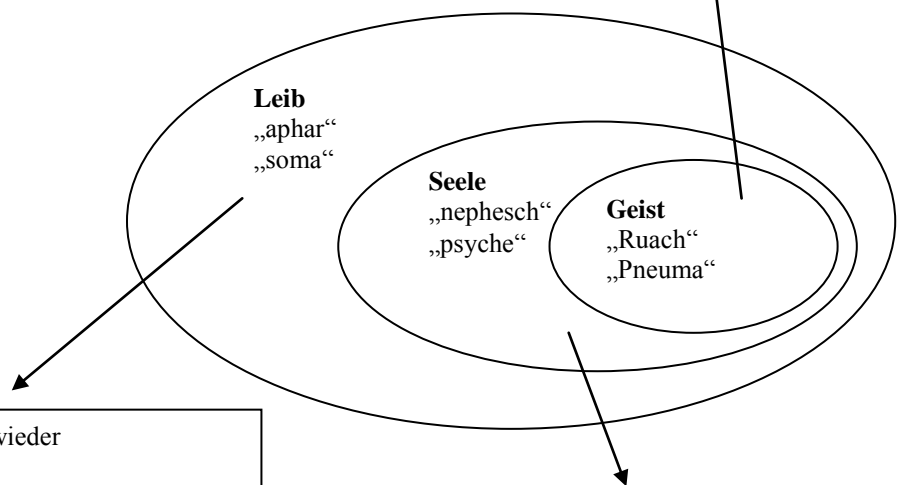 Leib
„aphar“
„soma“
Seele
„nephesch“
„psyche“
Geist
„Ruach“
„Pneuma“
wieder